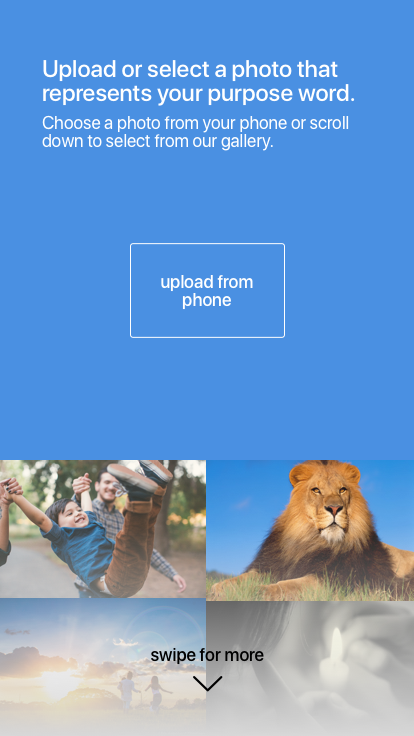 Upload or select a photo that
represents your purpose word.
Choose a photo from your phone or scroll
down to select from our gallery.
upload from
phone
swipe for more